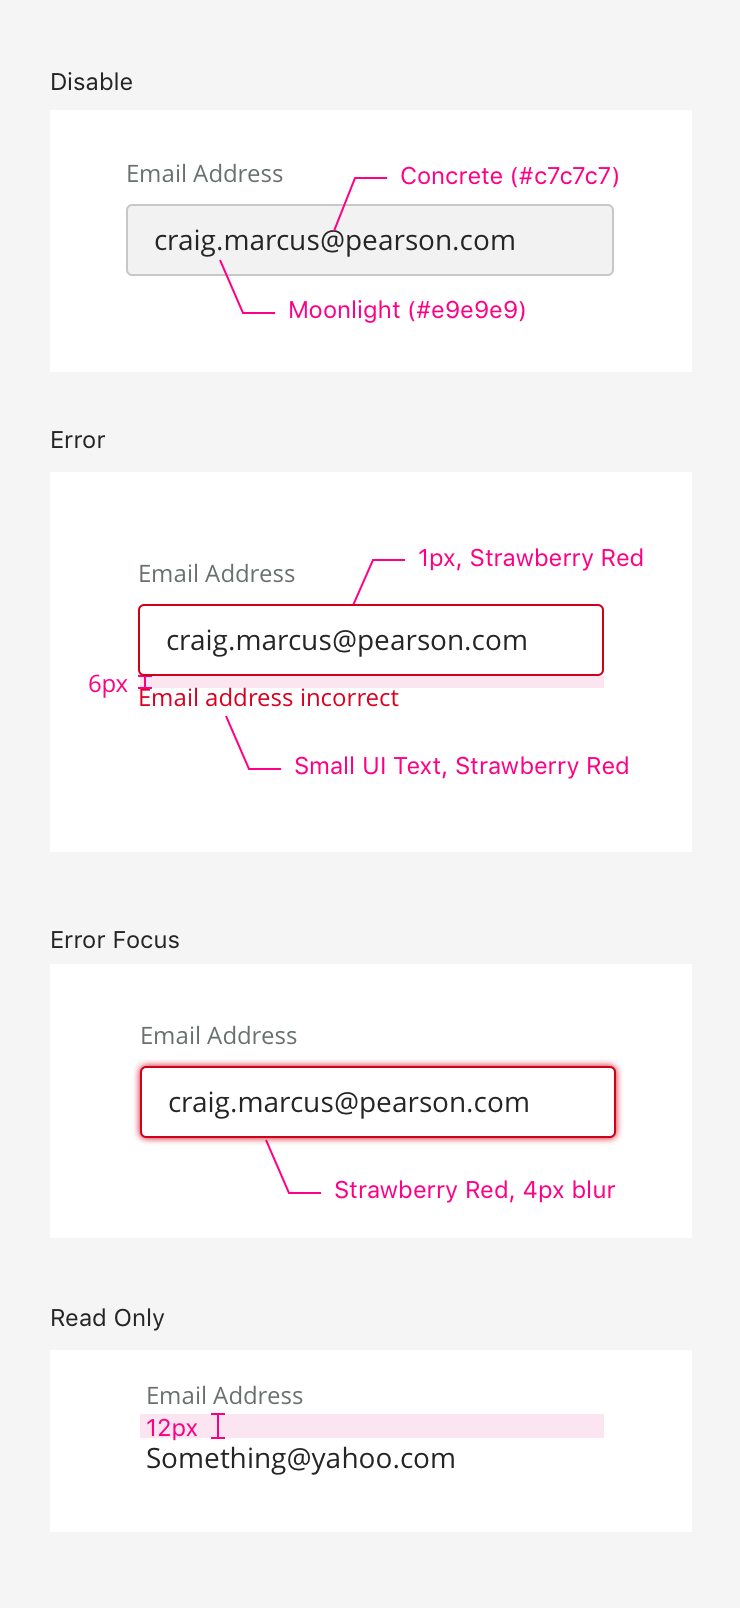 Disable
Email Address
Concrete (#c7c7c7)
craig.marcus@pearson.com
Moonlight (#e9e9e9)
Error
1px, Strawberry Red
Email Address
craig.marcus@pearson.com
6px
Email address incorrect
Small UI Text, Strawberry Red
Error Focus
Email Address
craig.marcus@pearson.com
Strawberry Red, 4px blur
Read Only
Email Address
12px
Something@yahoo.com